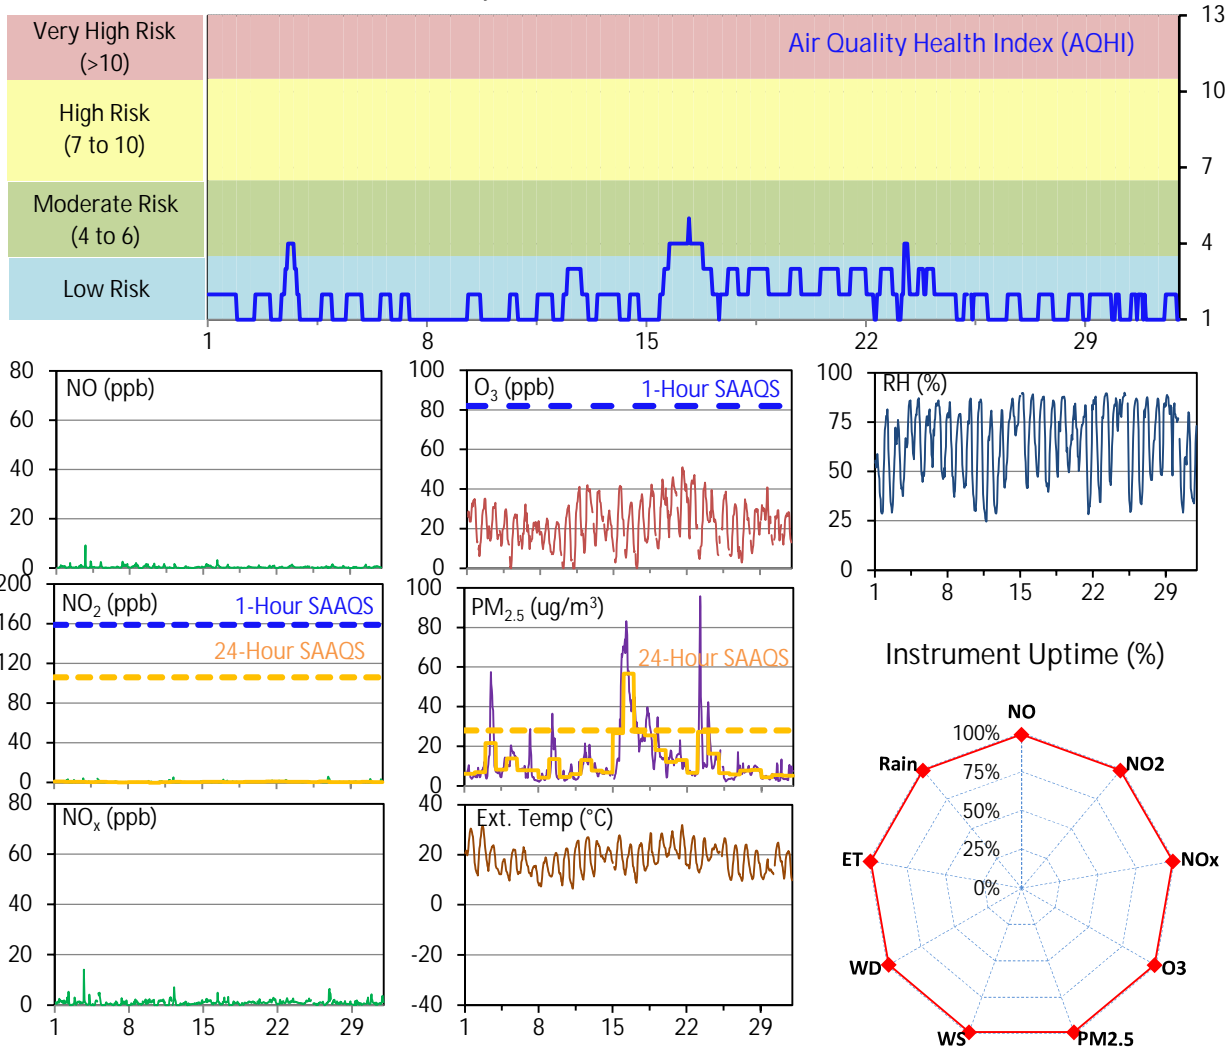 Very High Risk
(>10)
High Risk
(7 to 10)
Moderate Risk
(4 to 6)
Low Risk
Air Quality Health Index (AQHI)
13
10
7
4
1
1 8 15 22 29
80
60
40
20
0
NO (ppb)
100
80
60
40
20
0
O3 (ppb)
1-Hour SAAQS
100
75
50
25
0
RH (%)
1 8 15 22 29
200
160
120
80
40
0
NO2 (ppb)
1-Hour SAAQS
24-Hour SAAQS
100
80
60
40
20
0
PM2.5 (ug/m3)
24-Hour SAAQS
80
60
40
20
0
NOx (ppb)
1 8 15 22 29
40
20
0
-20
-40
Ext. Temp (°C)
1 8 15 22 29
Instrument Uptime (%)
NO
100%
75%
50%
25%
0%
NO2
NOx
O3
PM2.5
WS
WD
ET
Rain